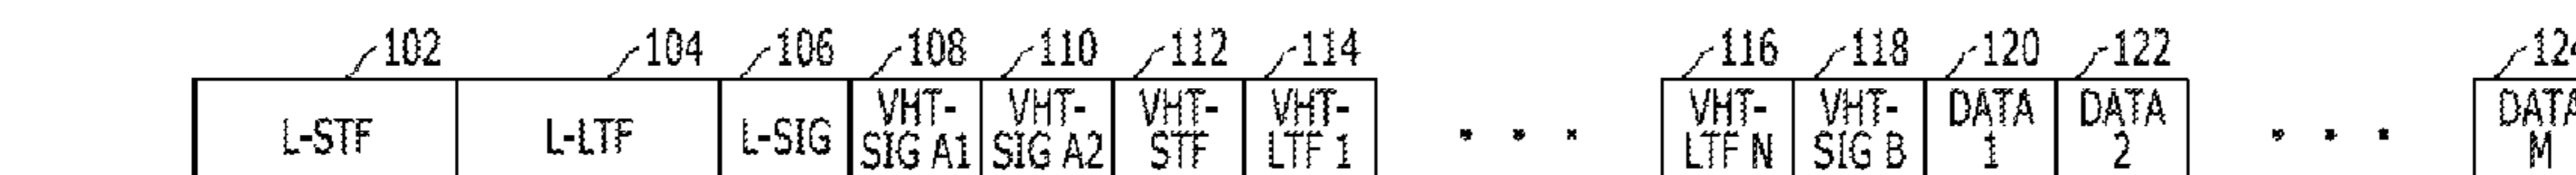 102 104 106 108 110 112 114 116 118 120 122
L-STF L-LTF L-SIG VHT-SIG A1 VHT-SIG A2 VHT-STF VHT-LTF 1 . . . VHT-LTF N VHT-SIG B DATA 1 DATA 2 . . . DATA M